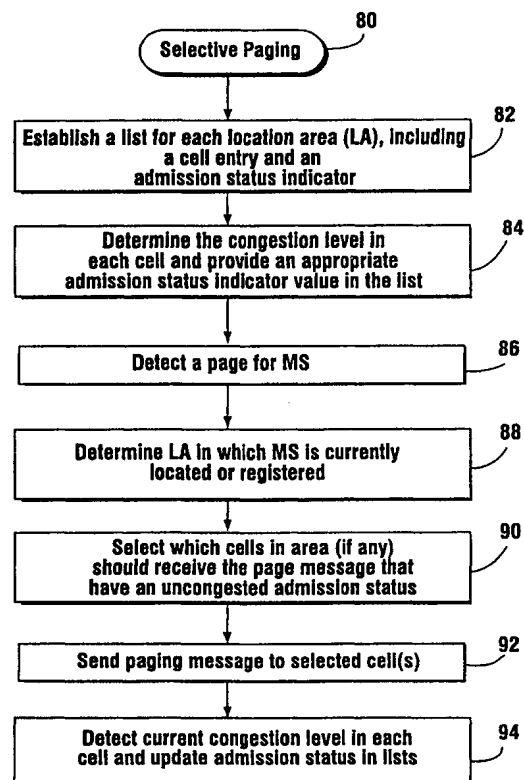 80
Selective Paging
82
Establish a list for each location area (LA), including
a cell entry and an
admission status indicator
84
Determine the congestion level in
each cell and provide an appropriate
admission status indicator value in the list
86
Detect a page for MS
88
Determine LA in which MS is currently
located or registered
90
Select which cells in area (if any)
should receive the page message that
have an uncongested admission status
92
Send paging message to selected cell(s)
94
Detect current congestion level in each
cell and update admission status in lists